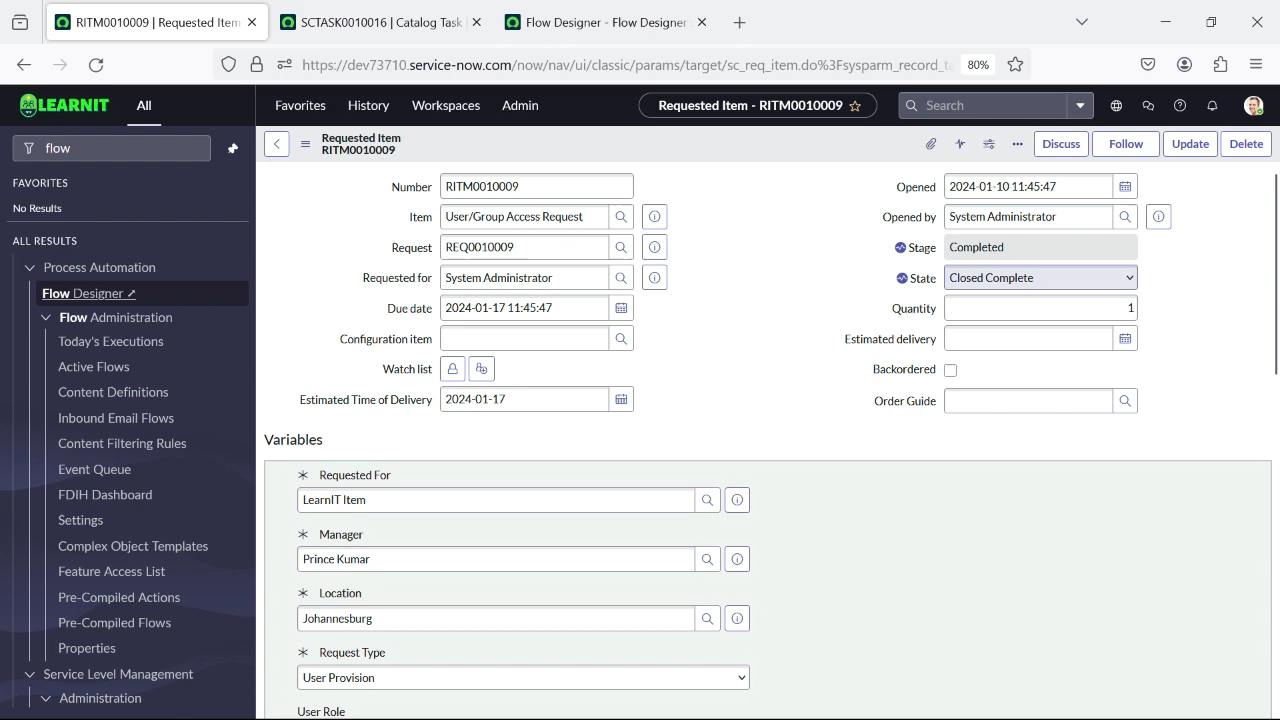 RITM0010009 | Requested Item
SCTASK0010016 | Catalog Task
Flow Designer - Flow Designer
https://dev73710.service-now.com/now/nav/ui/classic/params/target/sc_req_item.do%3Fsysparm_record_t
80%
LEARNIT
All
Favorites
History
Workspaces
Admin
Requested Item - RITM0010009
Search
flow
Requested Item
RITM0010009
Discuss
Follow
Update
Delete
FAVORITES
No Results
ALL RESULTS
Process Automation
Flow Designer ↗
Flow Administration
Today's Executions
Active Flows
Content Definitions
Inbound Email Flows
Content Filtering Rules
Event Queue
FDIH Dashboard
Settings
Complex Object Templates
Feature Access List
Pre-Compiled Actions
Pre-Compiled Flows
Properties
Service Level Management
Administration
Number RITM0010009
Item User/Group Access Request
Request REQ0010009
Requested for System Administrator
Due date 2024-01-17 11:45:47
Configuration item
Watch list
Estimated Time of Delivery 2024-01-17
Opened 2024-01-10 11:45:47
Opened by System Administrator
Stage Completed
State Closed Complete
Quantity 1
Estimated delivery
Backordered
Order Guide
Variables
Requested For
LearnIT Item
Manager
Prince Kumar
Location
Johannesburg
Request Type
User Provision
User Role